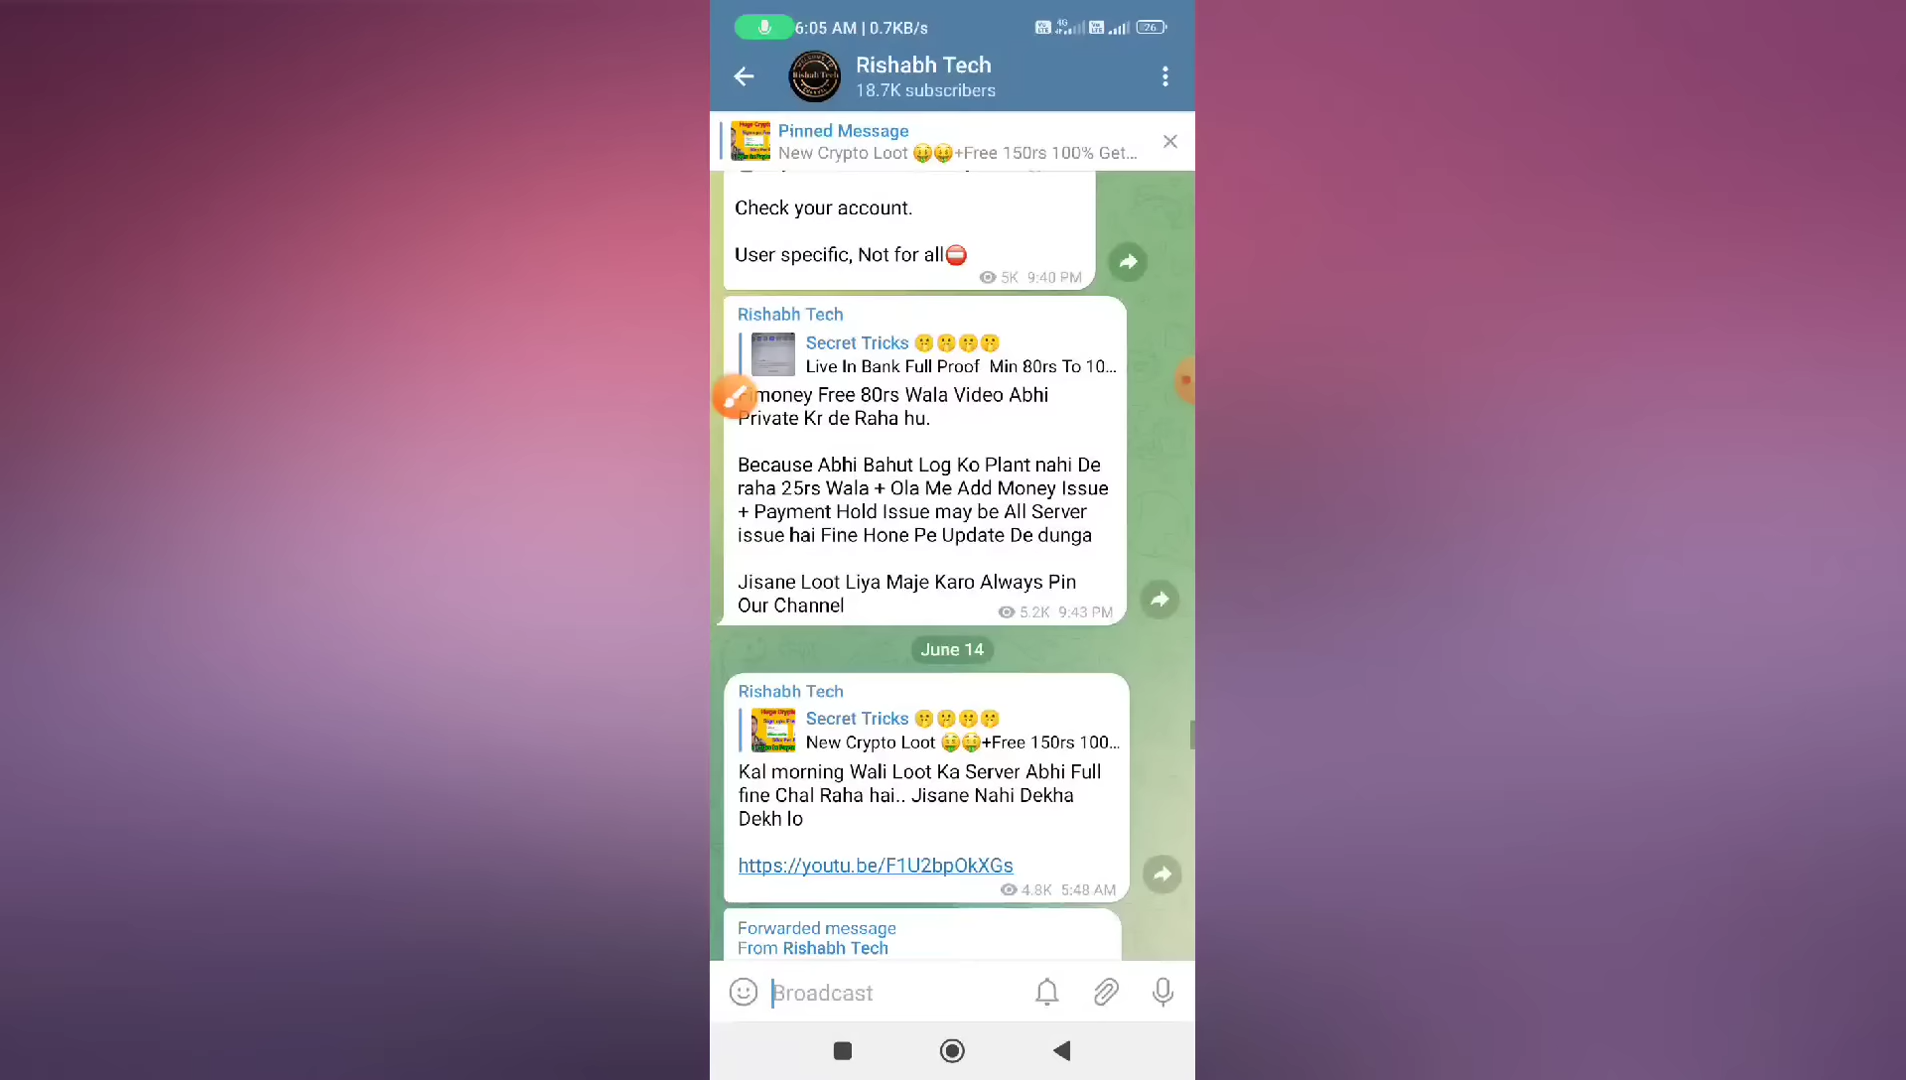 6:05 AM | 0.7KB/s
76
Rishabh Tech
18.7K subscribers
Pinned Message
New Crypto Loot 🤑🤑+Free 150rs 100% Get...
Check your account.
User specific, Not for all⛔
5K 9:40 PM
Rishabh Tech
Secret Tricks 🤫🤫🤫🤫
Live In Bank Full Proof Min 80rs To 10...
Fimoney Free 80rs Wala Video Abhi
Private Kr de Raha hu.
Because Abhi Bahut Log Ko Plant nahi De
raha 25rs Wala + Ola Me Add Money Issue
+ Payment Hold Issue may be All Server
issue hai Fine Hone Pe Update De dunga
Jisane Loot Liya Maje Karo Always Pin
Our Channel
5.2K 9:43 PM
June 14
Rishabh Tech
Secret Tricks 🤫🤫🤫🤫
New Crypto Loot 🤑🤑+Free 150rs 100...
Kal morning Wali Loot Ka Server Abhi Full
fine Chal Raha hai.. Jisane Nahi Dekha
Dekh lo
https://youtu.be/F1U2bpOkXGs
4.8K 5:48 AM
Forwarded message
From Rishabh Tech
Broadcast